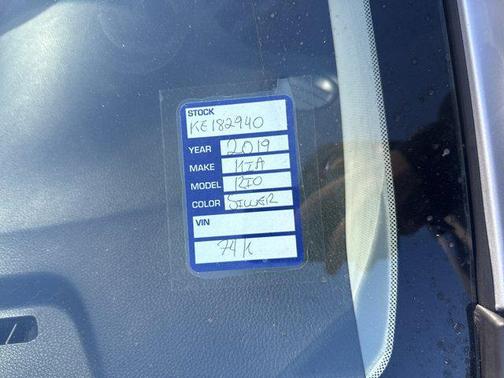 STOCK
KE182940
YEAR 2019
MAKE KIA
MODEL RIO
COLOR SILVER
VIN
74K